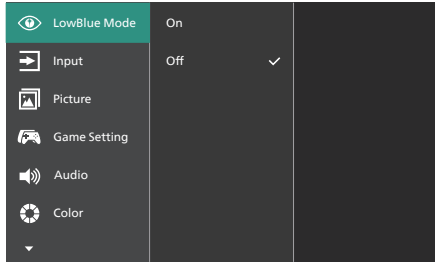 LowBlue Mode
On
Input
Off
Picture
Game Setting
Audio
Color